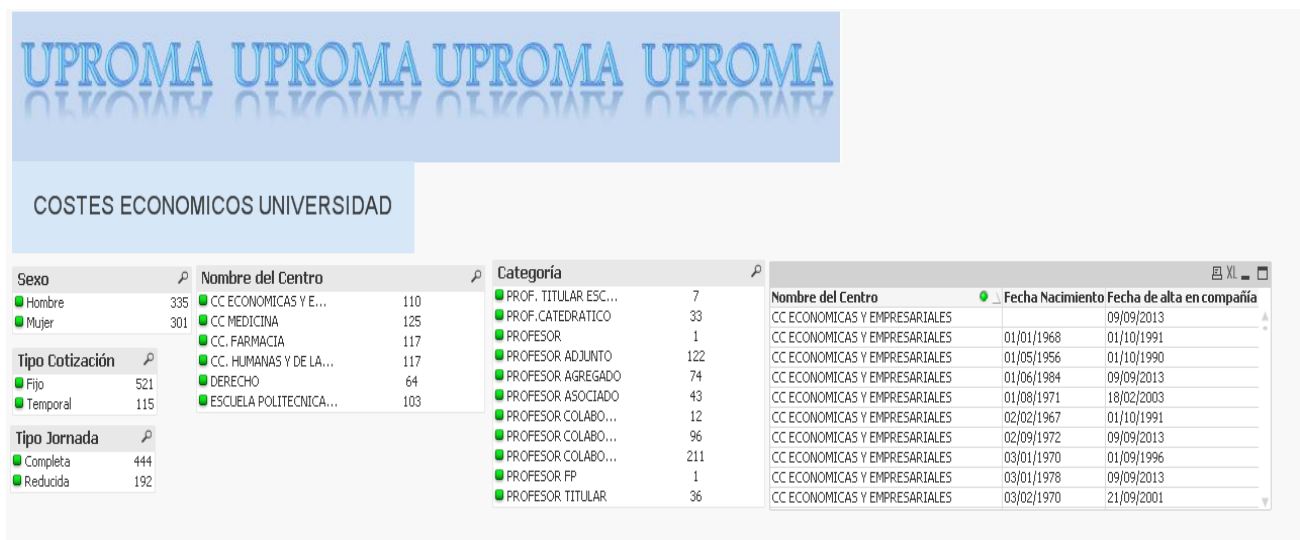 UPROMA UPROMA UPROMA UPROMA
COSTES ECONOMICOS UNIVERSIDAD
Sexo
Hombre 335
Mujer 301
Tipo Cotización
Fijo 521
Temporal 115
Tipo Jornada
Completa 444
Reducida 192
Nombre del Centro
CC ECONOMICAS Y E... 110
CC MEDICINA 125
CC. FARMACIA 117
CC. HUMANAS Y DE LA... 117
DERECHO 64
ESCUELA POLITECNICA... 103
Categoría
PROF. TITULAR ESC... 7
PROF.CATEDRATICO 33
PROFESOR 1
PROFESOR ADJUNTO 122
PROFESOR AGREGADO 74
PROFESOR ASOCIADO 43
PROFESOR COLABO... 12
PROFESOR COLABO... 96
PROFESOR COLABO... 211
PROFESOR FP 1
PROFESOR TITULAR 36
XL
Nombre del Centro Fecha Nacimiento Fecha de alta en compañía
CC ECONOMICAS Y EMPRESARIALES 09/09/2013
CC ECONOMICAS Y EMPRESARIALES 01/01/1968 01/10/1991
CC ECONOMICAS Y EMPRESARIALES 01/05/1956 01/10/1990
CC ECONOMICAS Y EMPRESARIALES 01/06/1984 09/09/2013
CC ECONOMICAS Y EMPRESARIALES 01/08/1971 18/02/2003
CC ECONOMICAS Y EMPRESARIALES 02/02/1967 01/10/1991
CC ECONOMICAS Y EMPRESARIALES 02/09/1972 09/09/2013
CC ECONOMICAS Y EMPRESARIALES 03/01/1970 01/09/1996
CC ECONOMICAS Y EMPRESARIALES 03/01/1978 09/09/2013
CC ECONOMICAS Y EMPRESARIALES 03/02/1970 21/09/2001